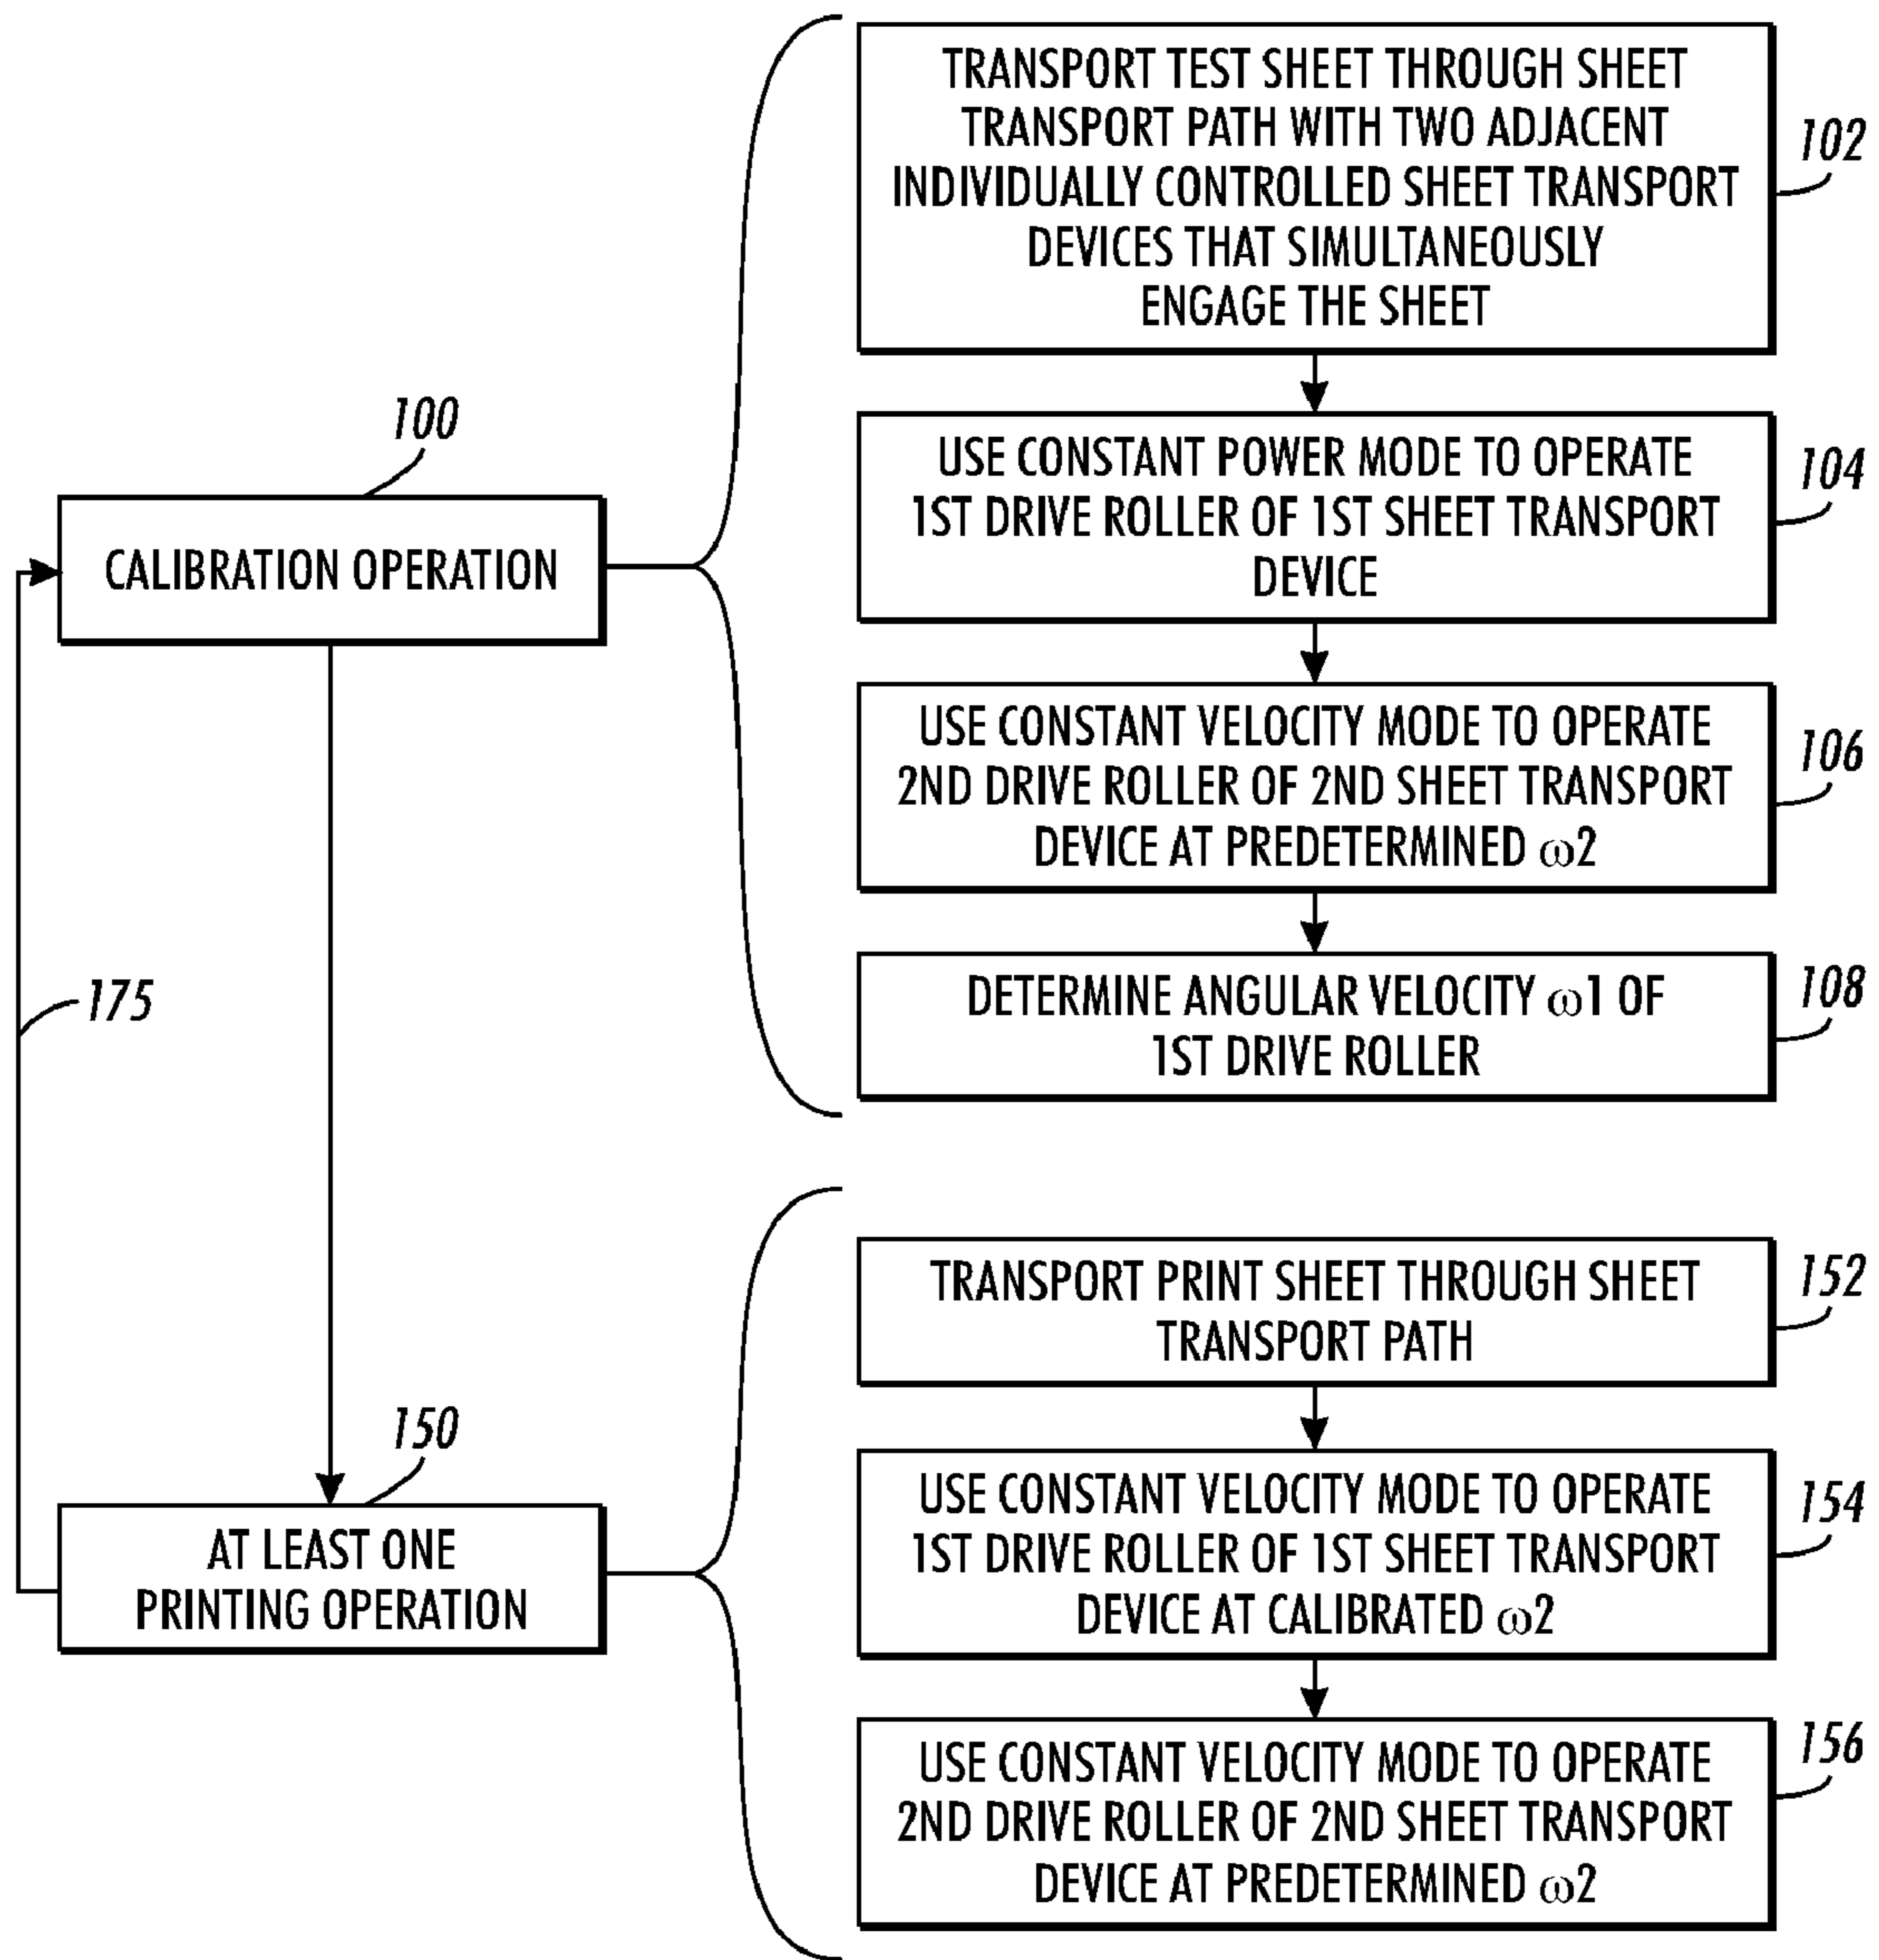 100
CALIBRATION OPERATION
TRANSPORT TEST SHEET THROUGH SHEET
TRANSPORT PATH WITH TWO ADJACENT
INDIVIDUALLY CONTROLLED SHEET TRANSPORT
DEVICES THAT SIMULTANEOUSLY
ENGAGE THE SHEET
102
USE CONSTANT POWER MODE TO OPERATE
1ST DRIVE ROLLER OF 1ST SHEET TRANSPORT
DEVICE
104
USE CONSTANT VELOCITY MODE TO OPERATE
2ND DRIVE ROLLER OF 2ND SHEET TRANSPORT
DEVICE AT PREDETERMINED ω2
106
DETERMINE ANGULAR VELOCITY ω1 OF
1ST DRIVE ROLLER
108
175
150
AT LEAST ONE
PRINTING OPERATION
TRANSPORT PRINT SHEET THROUGH SHEET
TRANSPORT PATH
152
USE CONSTANT VELOCITY MODE TO OPERATE
1ST DRIVE ROLLER OF 1ST SHEET TRANSPORT
DEVICE AT CALIBRATED ω2
154
USE CONSTANT VELOCITY MODE TO OPERATE
2ND DRIVE ROLLER OF 2ND SHEET TRANSPORT
DEVICE AT PREDETERMINED ω2
156